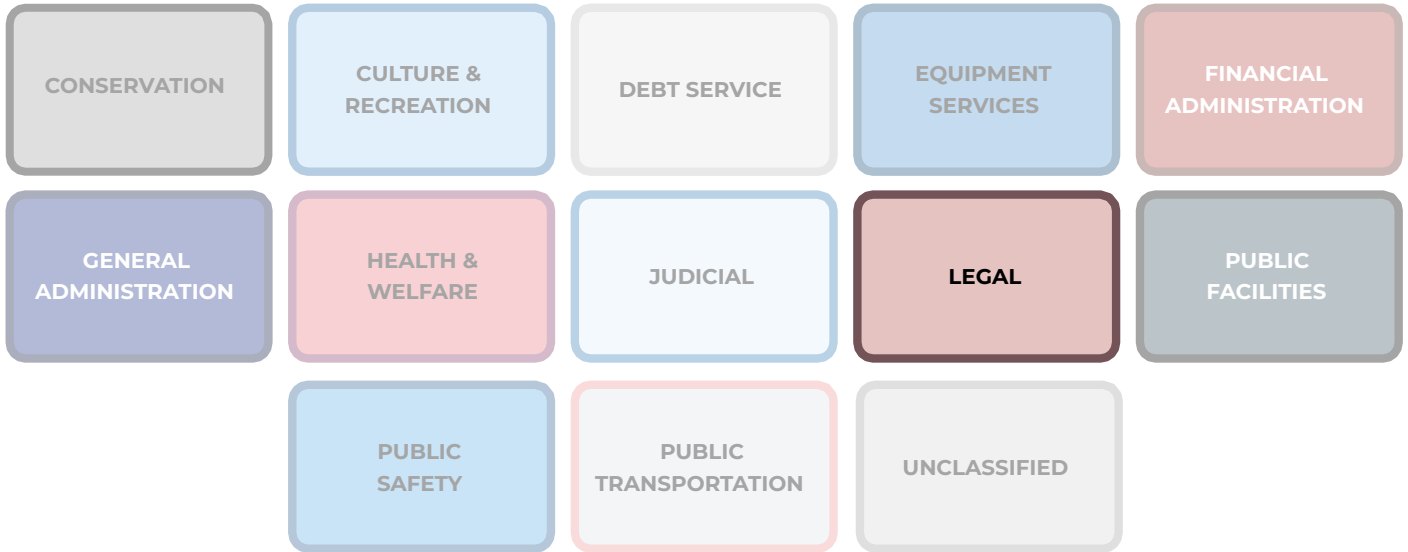 CONSERVATION
CULTURE &
RECREATION
DEBT SERVICE
EQUIPMENT
SERVICES
FINANCIAL
ADMINISTRATION
GENERAL
ADMINISTRATION
HEALTH &
WELFARE
JUDICIAL
LEGAL
PUBLIC
FACILITIES
PUBLIC
SAFETY
PUBLIC
TRANSPORTATION
UNCLASSIFIED